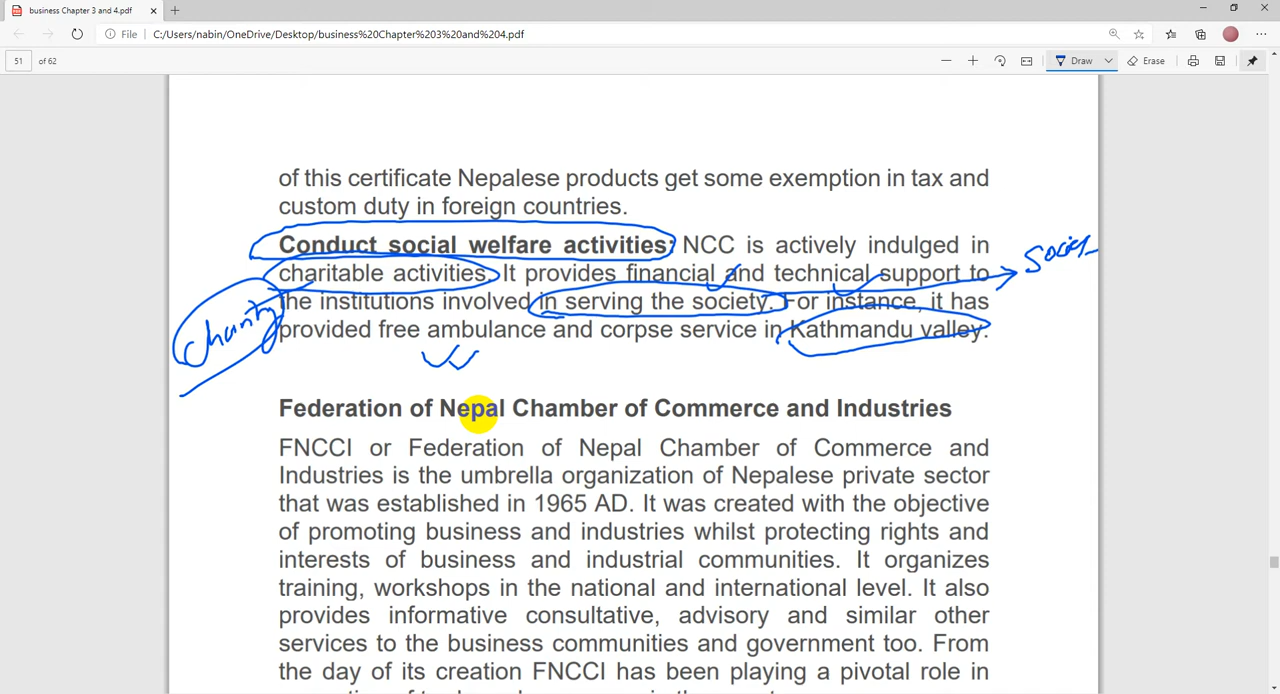 business Chapter 3 and 4.pdf
File C:/Users/nabin/OneDrive/Desktop/business%20Chapter%203%20and%204.pdf
51 of 62
Draw Erase
of this certificate Nepalese products get some exemption in tax and
custom duty in foreign countries.
Conduct social welfare activities: NCC is actively indulged in
charitable activities. It provides financial and technical support to
the institutions involved in serving the society. For instance, it has
provided free ambulance and corpse service in Kathmandu valley.
Charity
Federation of Nepal Chamber of Commerce and Industries
FNCCI or Federation of Nepal Chamber of Commerce and
Industries is the umbrella organization of Nepalese private sector
that was established in 1965 AD. It was created with the objective
of promoting business and industries whilst protecting rights and
interests of business and industrial communities. It organizes
training, workshops in the national and international level. It also
provides informative consultative, advisory and similar other
services to the business communities and government too. From
the day of its creation FNCCI has been playing a pivotal role in